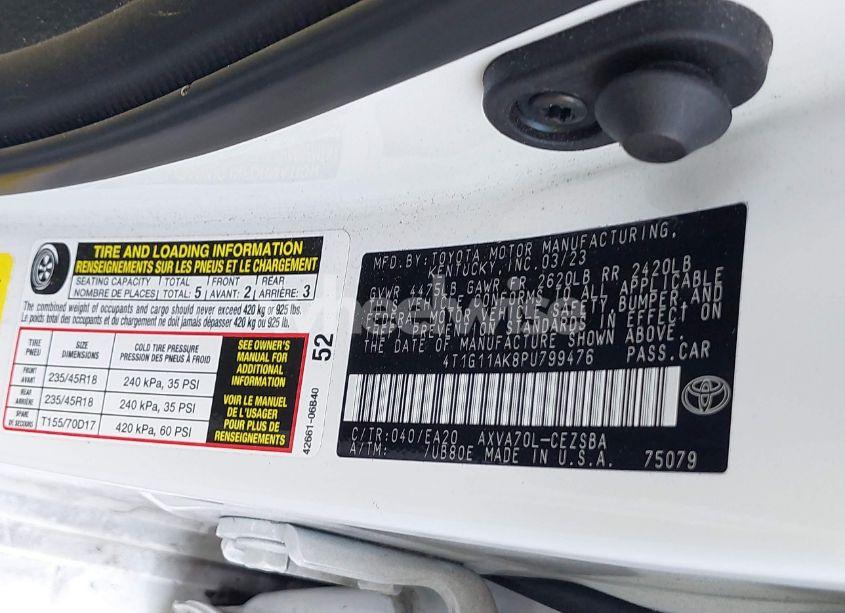 TIRE AND LOADING INFORMATION
RENSEIGNEMENTS SUR LES PNEUS ET LE CHARGEMENT
SEATING CAPACITY TOTAL 5 FRONT 2 REAR 3
NOMBRE DE PLACES TOTAL: AVANT: ARRIÈRE:
The combined weight of occupants and cargo should never exceed 420 kg or 925 lbs.
Le poids total des occupants et du chargement ne doit jamais dépasser 420 kg ou 925 lb.
TIRE SIZE COLD TIRE PRESSURE
PNEU DIMENSIONS PRESSION DES PNEUS À FROID
FRONT AVANT 235/45R18 240 kPa, 35 PSI
REAR ARRIÈRE 235/45R18 240 kPa, 35 PSI
SPARE DE SECOURS T155/70D17 420 kPa, 60 PSI
SEE OWNER'S
MANUAL FOR
ADDITIONAL
INFORMATION
VOIR LE MANUEL
DE L'USAGER
POUR PLUS DE
RENSEIGNEMENTS
52
42661-06B40
wheelwise
MFD. BY: TOYOTA MOTOR MANUFACTURING,
KENTUCKY, INC. 03/23
GVWR 4475LB GAWR FR 2620LB RR 2420LB
THIS VEHICLE CONFORMS TO ALL APPLICABLE
FEDERAL MOTOR VEHICLE SAFETY, BUMPER, AND
THEFT PREVENTION STANDARDS IN EFFECT ON
THE DATE OF MANUFACTURE SHOWN ABOVE.
4T1G11AK8PU799476 PASS.CAR
C/TR:040/EA20 AXVA70L-CEZSBA
A/TM: /UB80E MADE IN U.S.A. 75079